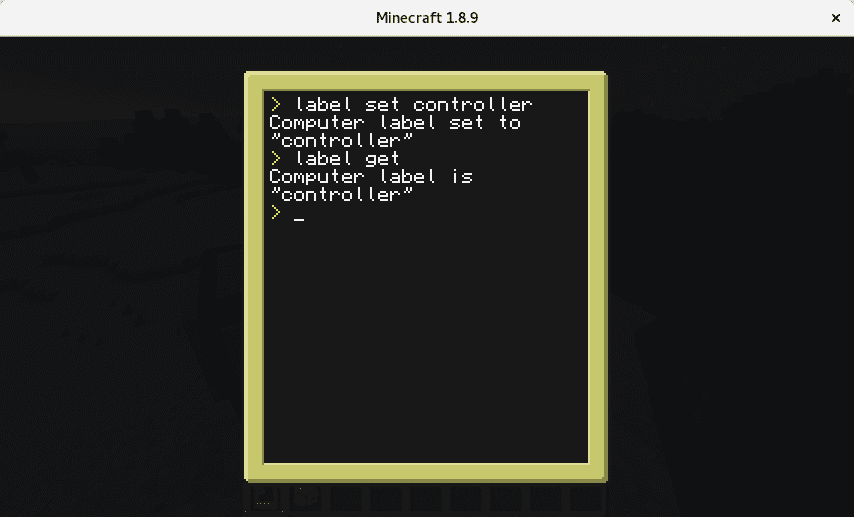 Minecraft 1.8.9
> label set controller
Computer label set to
"controller"
> label get
Computer label is
"controller"
> _